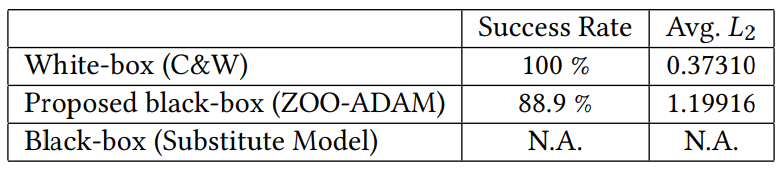 Success Rate Avg. L2
White-box (C&W) 100 % 0.37310
Proposed black-box (ZOO-ADAM) 88.9 % 1.19916
Black-box (Substitute Model) N.A. N.A.